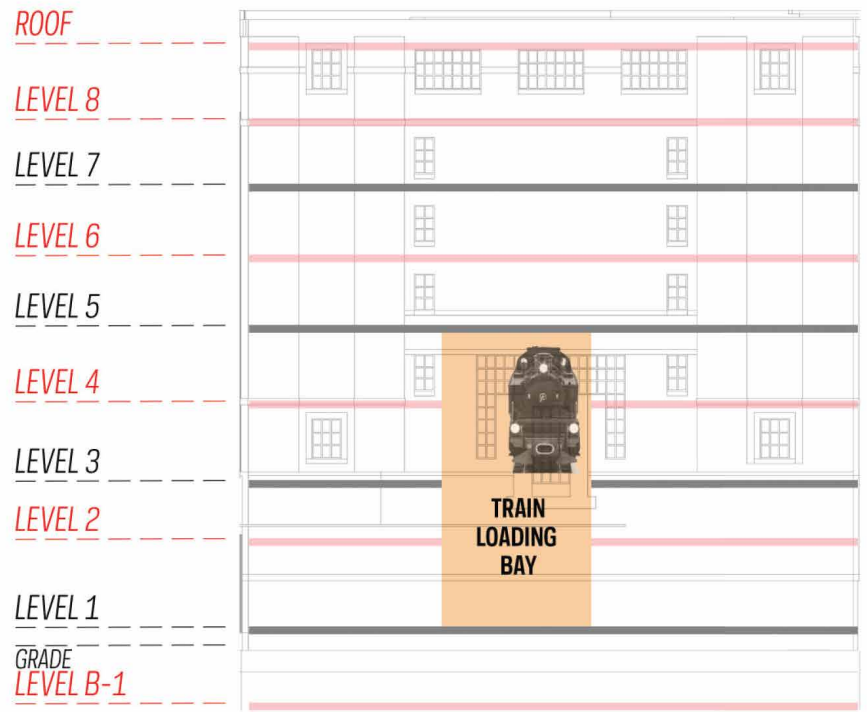 ROOF
LEVEL 8
LEVEL 7
LEVEL 6
LEVEL 5
LEVEL 4
LEVEL 3
LEVEL 2
LEVEL 1
GRADE
LEVEL B-1
TRAIN
LOADING
BAY